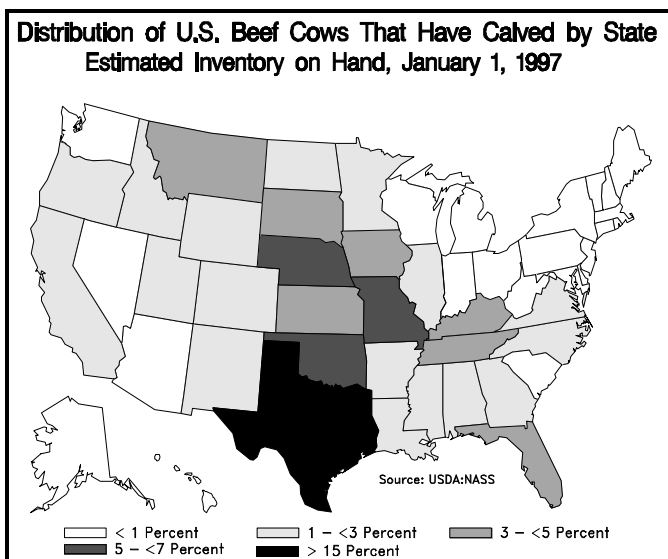 Distribution of U.S. Beef Cows That Have Calved by State
Estimated Inventory on Hand, January 1, 1997
Source: USDA:NASS
< 1 Percent
1 - <3 Percent
3 - <5 Percent
5 - <7 Percent
> 15 Percent